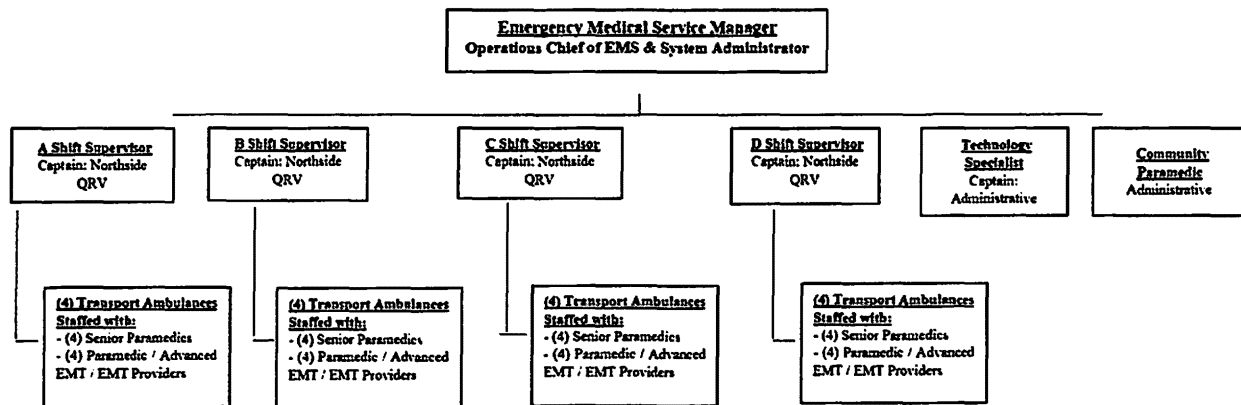 Emergency Medical Service Manager
Operations Chief of EMS & System Administrator
A Shift Supervisor
Captain: Northside
QRV
B Shift Supervisor
Captain: Northside
QRV
C Shift Supervisor
Captain: Northside
QRV
D Shift Supervisor
Captain: Northside
QRV
Technology
Specialist
Captain:
Administrative
Community
Paramedic
Administrative
(4) Transport Ambulances
Staffed with:
- (4) Senior Paramedics
- (4) Paramedic / Advanced
EMT / EMT Providers
(4) Transport Ambulances
Staffed with:
- (4) Senior Paramedics
- (4) Paramedic / Advanced
EMT / EMT Providers
(4) Transport Ambulances
Staffed with:
- (4) Senior Paramedics
- (4) Paramedic / Advanced
EMT / EMT Providers
(4) Transport Ambulances
Staffed with:
- (4) Senior Paramedics
- (4) Paramedic / Advanced
EMT / EMT Providers